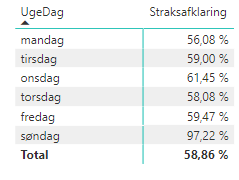 UgeDag Straksafklaring
mandag 56,08 %
tirsdag 59,00 %
onsdag 61,45 %
torsdag 58,08 %
fredag 59,47 %
søndag 97,22 %
Total 58,86 %